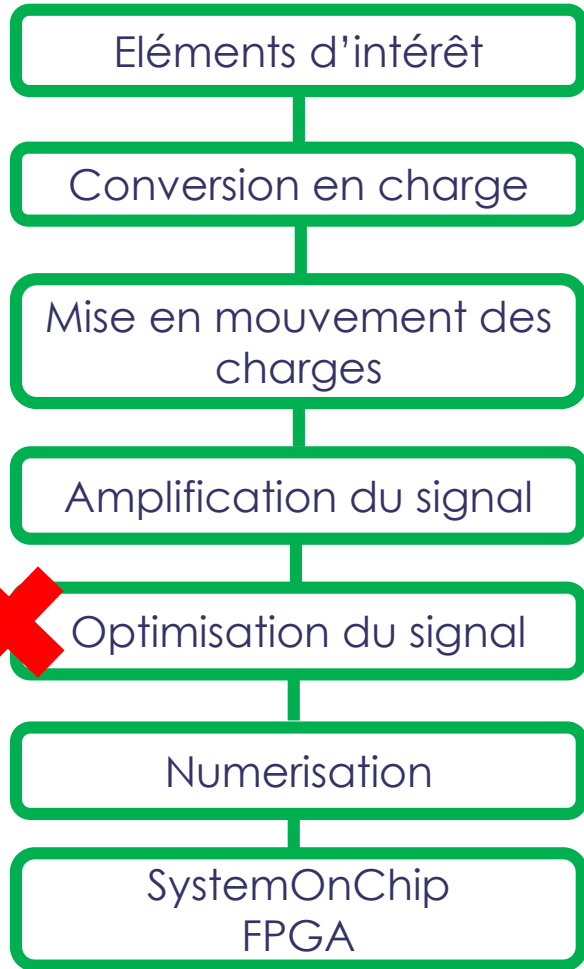 Eléments d’intérêt
Conversion en charge
Mise en mouvement des
charges
Amplification du signal
Optimisation du signal
Numerisation
SystemOnChip
FPGA